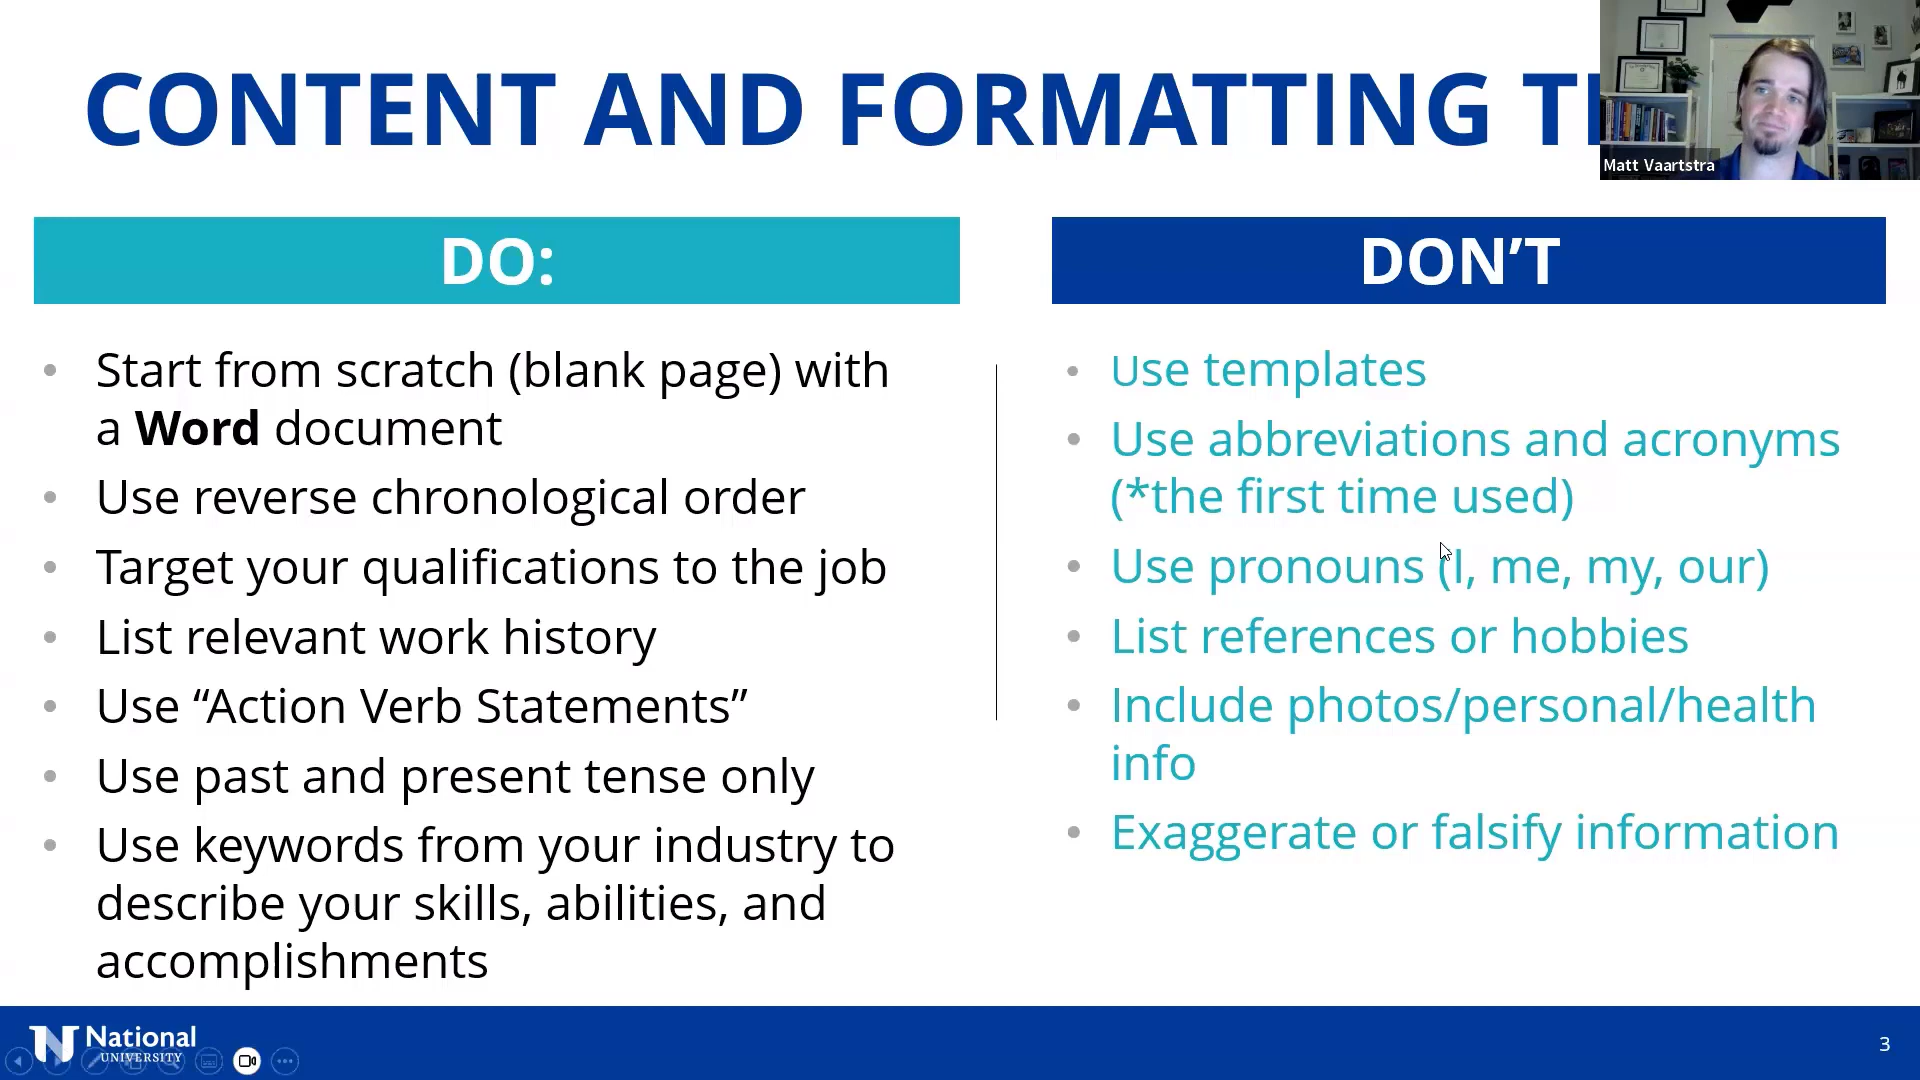 CONTENT AND FORMATTING
Matt Vaartstra
DO:
• Start from scratch (blank page) with
a Word document
• Use reverse chronological order
• Target your qualifications to the job
• List relevant work history
• Use “Action Verb Statements”
• Use past and present tense only
• Use keywords from your industry to
describe your skills, abilities, and
accomplishments
DON’T
• Use templates
• Use abbreviations and acronyms
(*the first time used)
• Use pronouns (I, me, my, our)
• List references or hobbies
• Include photos/personal/health
info
• Exaggerate or falsify information
National
UNIVERSITY
3